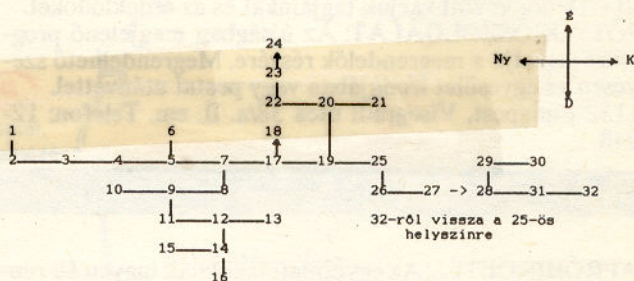 24
É
23
Ny K
22 20 21
D
1 6 18
2 3 4 5 7 17 19 25 29 30
10 9 8 26 27 -> 28 31 32
11 12 13
32-ről vissza a 25-ös
helyszínre
15 14
16